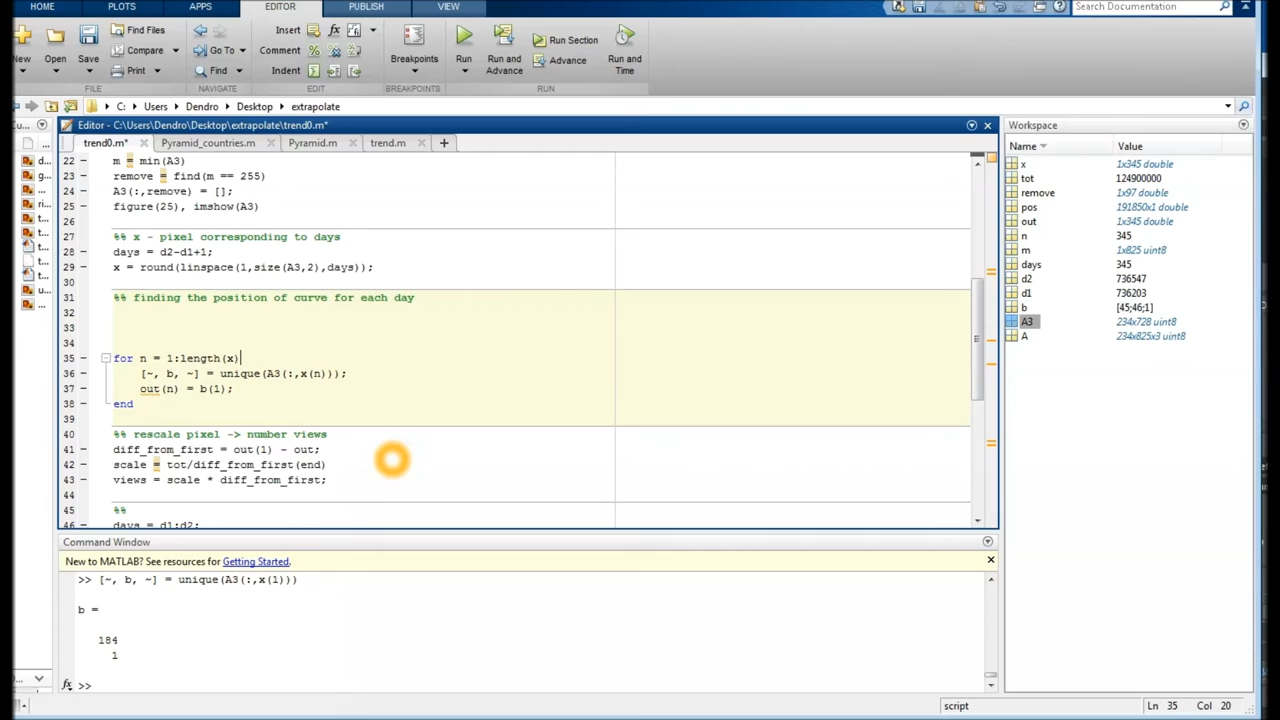 HOME PLOTS APPS EDITOR PUBLISH VIEW
Search Documentation
Find Files
Compare
Print
New Open Save
Go To
Find
Insert
Comment
Indent
Breakpoints
Run
Run and
Advance
Run Section
Advance
Run and
Time
FILE NAVIGATE EDIT BREAKPOINTS RUN
C: Users Dendro Desktop extrapolate
Cu...
Editor - C:\Users\Dendro\Desktop\extrapolate\trend0.m*
trend0.m* Pyramid_countries.m Pyramid.m trend.m
22 - m = min(A3)
23 - remove = find(m == 255)
24 - A3(:,remove) = [];
25 - figure(25), imshow(A3)
26
27 %% x - pixel corresponding to days
28 - days = d2-d1+1;
29 - x = round(linspace(1,size(A3,2),days));
30
31 %% finding the position of curve for each day
32
33
34
35 - for n = 1:length(x)
36 - [~, b, ~] = unique(A3(:,x(n)));
37 - out(n) = b(1);
38 - end
39
40 %% rescale pixel -> number views
41 - diff_from_first = out(1) - out;
42 - scale = tot/diff_from_first(end)
43 - views = scale * diff_from_first;
44
45 %%
46 - days = d1:d2;
Command Window
New to MATLAB? See resources for Getting Started.
>> [~, b, ~] = unique(A3(:,x(1)))
b =
184
1
fx >>
Workspace
Name Value
x 1x345 double
tot 124900000
remove 1x97 double
pos 191850x1 double
out 1x345 double
n 345
m 1x825 uint8
days 345
d2 736547
d1 736203
b [45;46;1]
A3 234x728 uint8
A 234x825x3 uint8
script Ln 35 Col 20